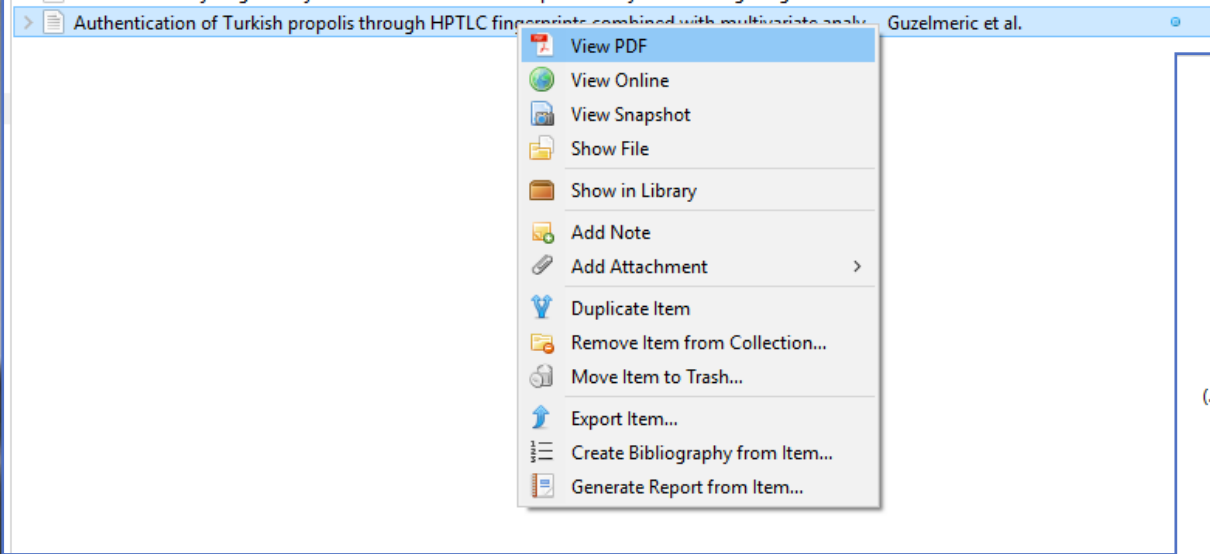 Authentication of Turkish propolis through HPTLC fingerprints combined with multivariate analy... Guzelmeric et al.
View PDF
View Online
View Snapshot
Show File
Show in Library
Add Note
Add Attachment
Duplicate Item
Remove Item from Collection...
Move Item to Trash...
Export Item...
Create Bibliography from Item...
Generate Report from Item...